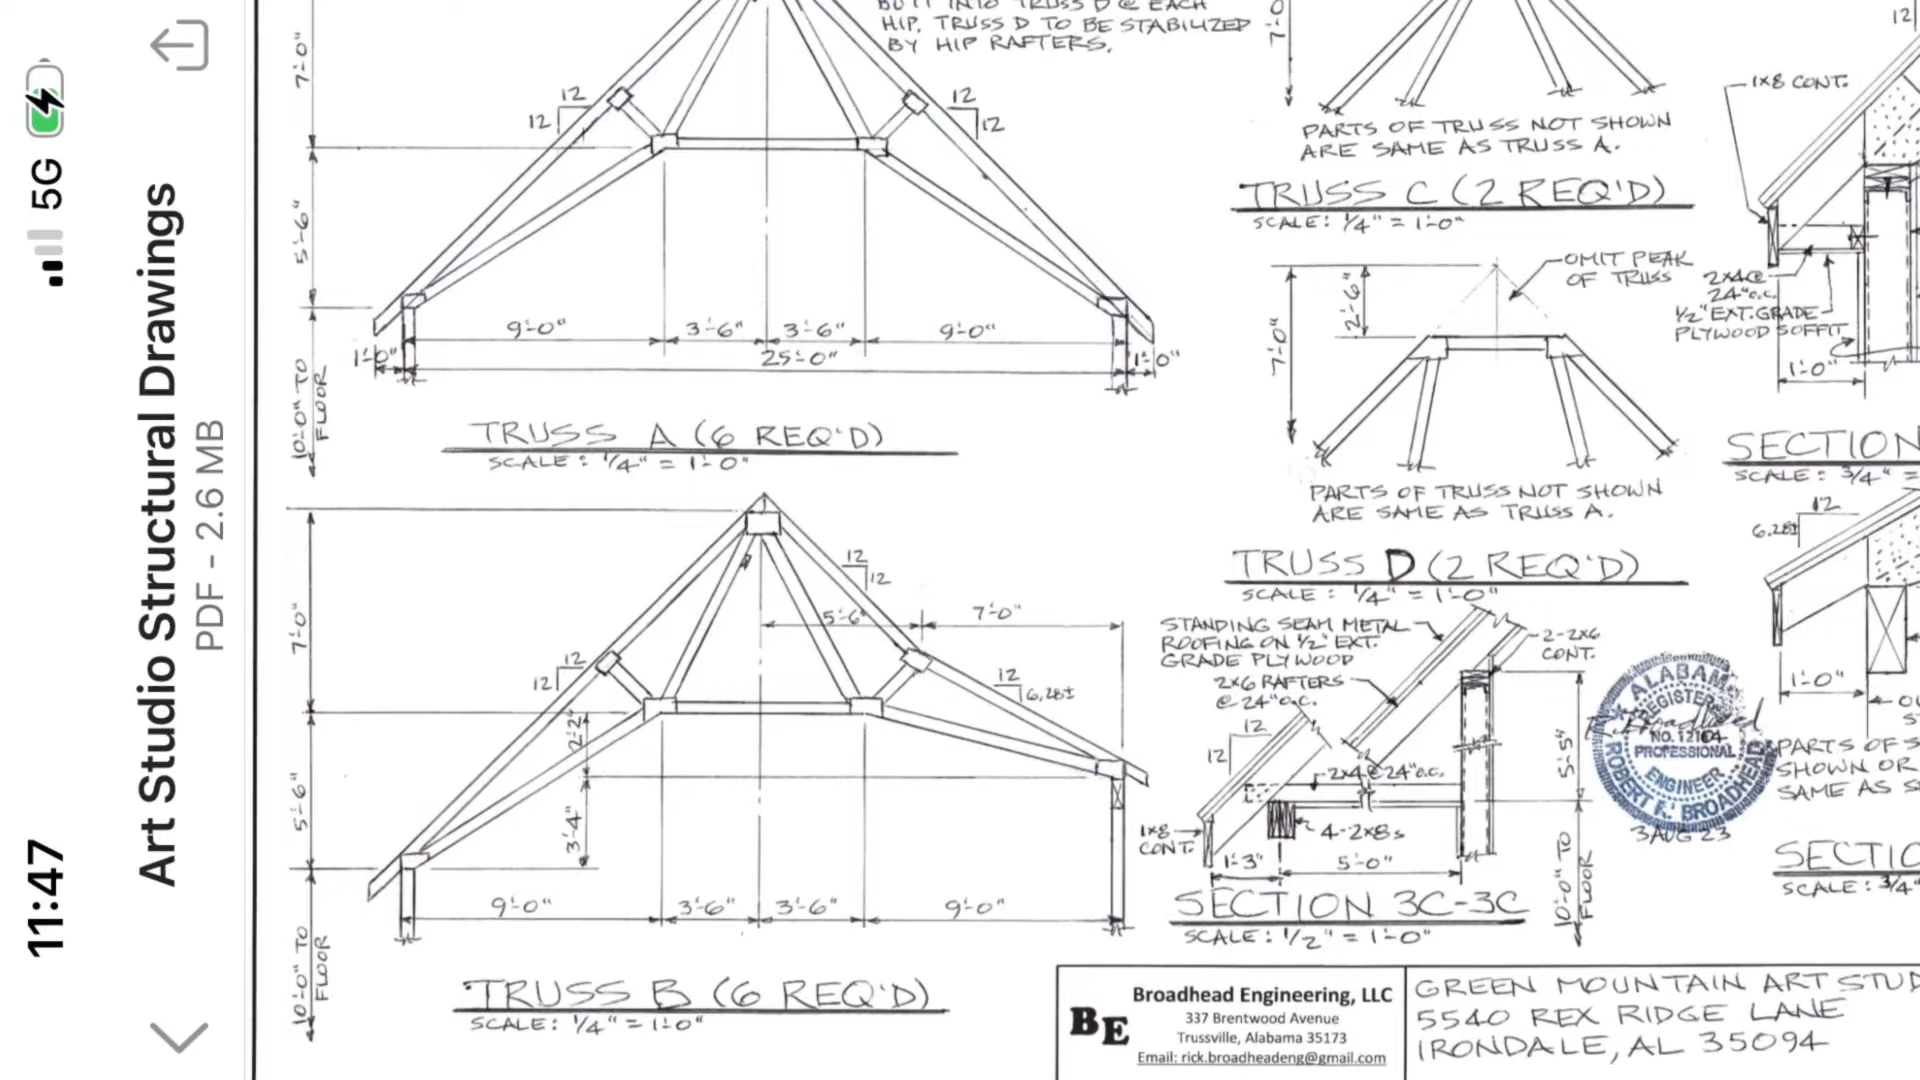 11:47
5G
Art Studio Structural Drawings
PDF - 2.6 MB
BUTT INTO TRUSS D @ EACH
HIP. TRUSS D TO BE STABILIZED
BY HIP RAFTERS.
7'-0"
12
12
12
12
5'-6"
9'-0"
3'-6"
3'-6"
9'-0"
1'-0"
25'-0"
1'-0"
10'-0" TO
FLOOR
TRUSS A (6 REQ'D)
SCALE: 1/4" = 1'-0"
7'-0"
12
12
5'-6"
7'-0"
12
12
12
6.28±
2'-2"
5'-6"
3'-4"
9'-0"
3'-6"
3'-6"
9'-0"
10'-0" TO
FLOOR
TRUSS B (6 REQ'D)
SCALE: 1/4" = 1'-0"
PARTS OF TRUSS NOT SHOWN
ARE SAME AS TRUSS A.
TRUSS C (2 REQ'D)
SCALE: 1/4" = 1'-0"
OMIT PEAK
OF TRUSS
2'-6"
7'-0"
PARTS OF TRUSS NOT SHOWN
ARE SAME AS TRUSS A.
TRUSS D (2 REQ'D)
SCALE: 1/4" = 1'-0"
STANDING SEAM METAL
ROOFING ON 1/2" EXT.
GRADE PLYWOOD
2x6 RAFTERS
@ 24" o.c.
2-2x6
CONT.
12
12
2x4 @ 24" o.c.
4-2x8s
1x8
CONT.
1'-3"
5'-0"
5'-5"
10'-0" TO
FLOOR
SECTION 3C-3C
SCALE: 1/2" = 1'-0"
12
1x8 CONT.
2x4 @
24" o.c.
1/2" EXT. GRADE
PLYWOOD SOFFIT
1'-0"
SECTION
SCALE: 3/4" =
12
6.28±
1'-0"
PARTS OF S
SHOWN OR
SAME AS S
SECTIO
SCALE: 3/4"
ALABAMA
REGISTERED
NO. 12104
PROFESSIONAL
ENGINEER
ROBERT F. BROADHEAD
3 AUG 23
BE
Broadhead Engineering, LLC
337 Brentwood Avenue
Trussville, Alabama 35173
Email: rick.broadheadeng@gmail.com
GREEN MOUNTAIN ART STUD
5540 REX RIDGE LANE
IRONDALE, AL 35094